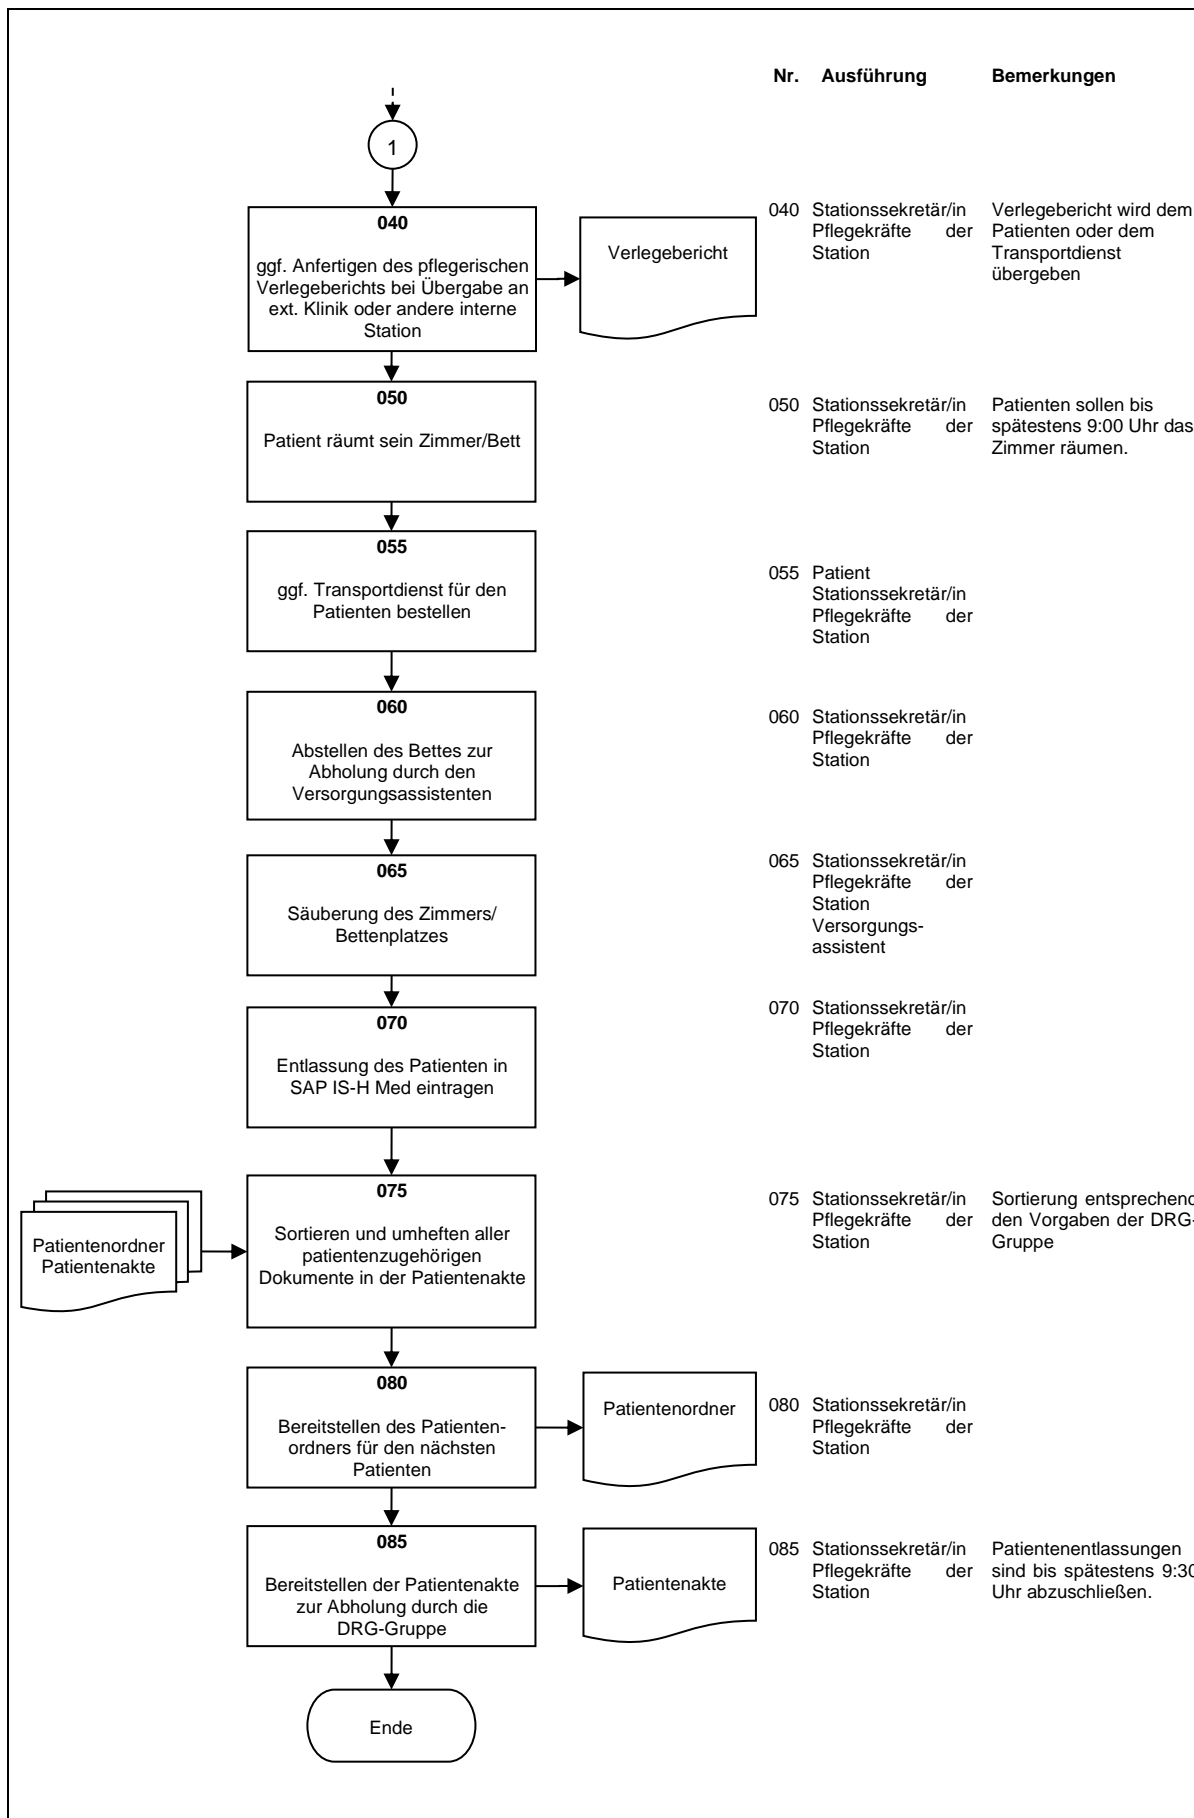 Nr. Ausführung Bemerkungen
1
040
ggf. Anfertigen des pflegerischen
Verlegeberichts bei Übergabe an
ext. Klinik oder andere interne
Station
Verlegebericht
040 Stationssekretär/in
Pflegekräfte der
Station
Verlegebericht wird dem
Patienten oder dem
Transportdienst
übergeben
050
Patient räumt sein Zimmer/Bett
050 Stationssekretär/in
Pflegekräfte der
Station
Patienten sollen bis
spätestens 9:00 Uhr das
Zimmer räumen.
055
ggf. Transportdienst für den
Patienten bestellen
055 Patient
Stationssekretär/in
Pflegekräfte der
Station
060
Abstellen des Bettes zur
Abholung durch den
Versorgungsassistenten
060 Stationssekretär/in
Pflegekräfte der
Station
065
Säuberung des Zimmers/
Bettenplatzes
065 Stationssekretär/in
Pflegekräfte der
Station
Versorgungs-
assistent
070
Entlassung des Patienten in
SAP IS-H Med eintragen
070 Stationssekretär/in
Pflegekräfte der
Station
Patientenordner
Patientenakte
075
Sortieren und umheften aller
patientenzugehörigen
Dokumente in der Patientenakte
075 Stationssekretär/in
Pflegekräfte der
Station
Sortierung entsprechend
den Vorgaben der DRG-
Gruppe
080
Bereitstellen des Patienten-
ordners für den nächsten
Patienten
Patientenordner
080 Stationssekretär/in
Pflegekräfte der
Station
085
Bereitstellen der Patientenakte
zur Abholung durch die
DRG-Gruppe
Patientenakte
085 Stationssekretär/in
Pflegekräfte der
Station
Patientenentlassungen
sind bis spätestens 9:30
Uhr abzuschließen.
Ende